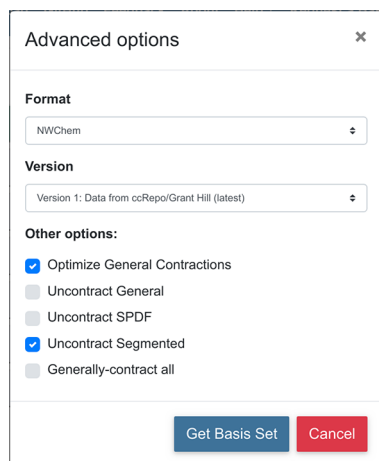 Advanced options
×
Format
NWChem
Version
Version 1: Data from ccRepo/Grant Hill (latest)
Other options:
Optimize General Contractions
Uncontract General
Uncontract SPDF
Uncontract Segmented
Generally-contract all
Get Basis Set Cancel